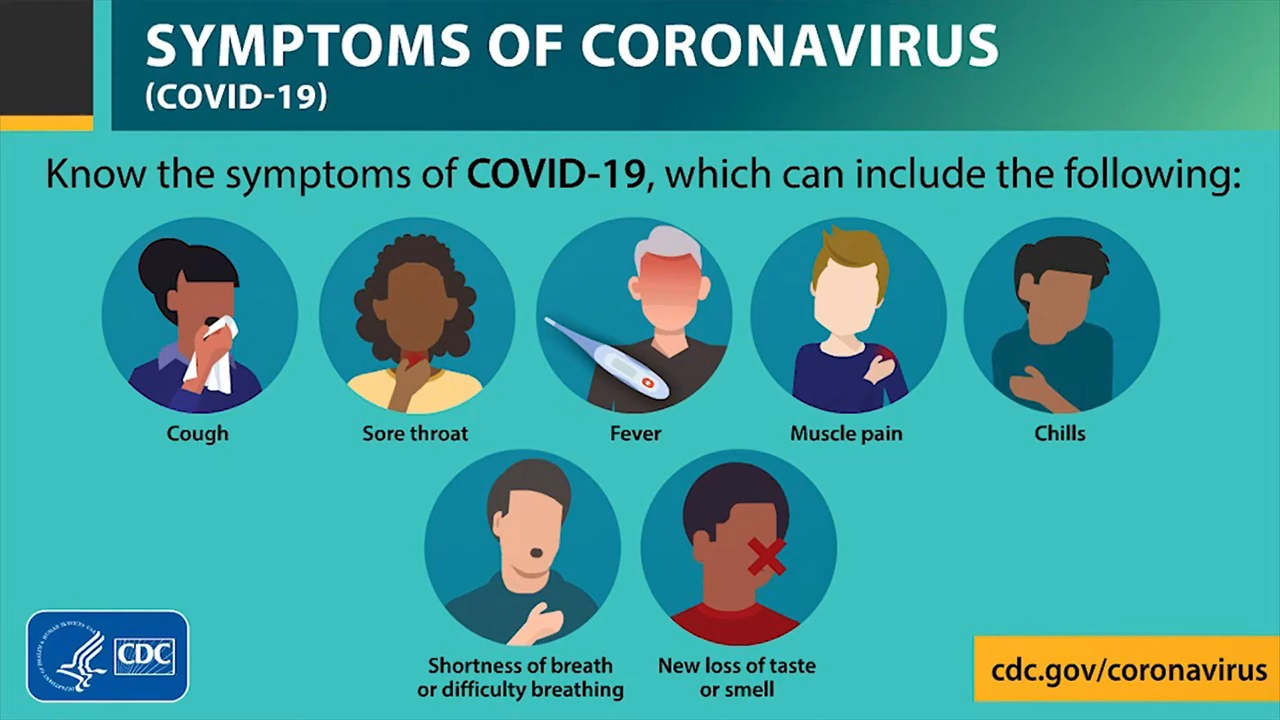 SYMPTOMS OF CORONAVIRUS
(COVID-19)
Know the symptoms of COVID-19, which can include the following:
Cough
Sore throat
Fever
Muscle pain
Chills
Shortness of breath
or difficulty breathing
New loss of taste
or smell
CDC
cdc.gov/coronavirus